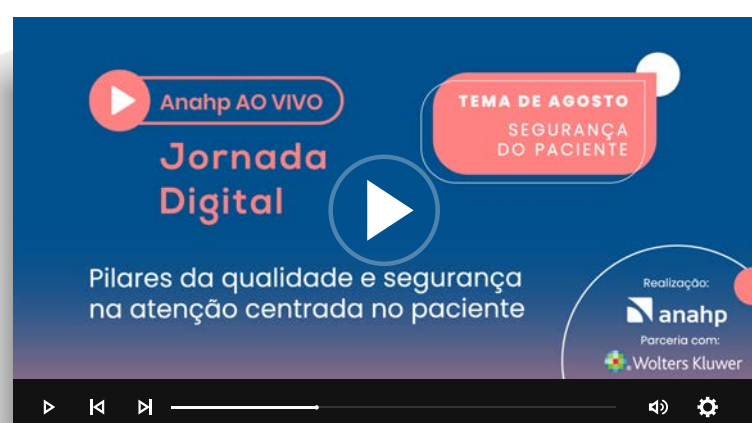 Anahp AO VIVO
Jornada
Digital
TEMA DE AGOSTO
SEGURANÇA
DO PACIENTE
Pilares da qualidade e segurança
na atenção centrada no paciente
Realização:
anahp
Parceria com:
Wolters Kluwer